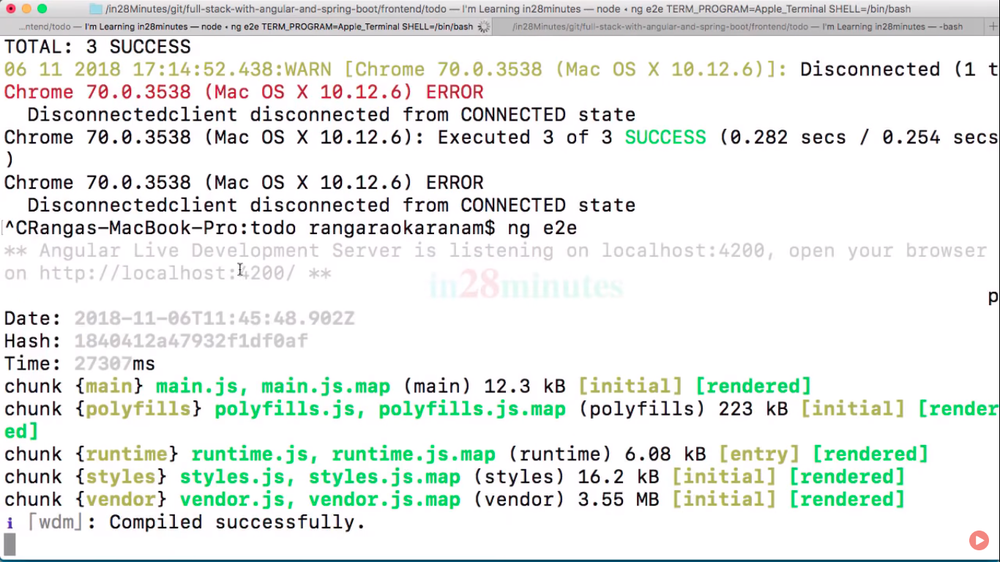 /in28Minutes/git/full-stack-with-angular-and-spring-boot/frontend/todo — I'm Learning in28minutes — node ◂ ng e2e TERM_PROGRAM=Apple_Terminal SHELL=/bin/bash
...ntend/todo — I'm Learning in28minutes — node ◂ ng e2e TERM_PROGRAM=Apple_Terminal SHELL=/bin/bash
/in28Minutes/git/full-stack-with-angular-and-spring-boot/frontend/todo — I'm Learning in28minutes — -bash
TOTAL: 3 SUCCESS
06 11 2018 17:14:52.438:WARN [Chrome 70.0.3538 (Mac OS X 10.12.6)]: Disconnected (1 t
Chrome 70.0.3538 (Mac OS X 10.12.6) ERROR
  Disconnectedclient disconnected from CONNECTED state
Chrome 70.0.3538 (Mac OS X 10.12.6): Executed 3 of 3 SUCCESS (0.282 secs / 0.254 secs
)
Chrome 70.0.3538 (Mac OS X 10.12.6) ERROR
  Disconnectedclient disconnected from CONNECTED state
^CRangas-MacBook-Pro:todo rangaraokaranam$ ng e2e
** Angular Live Development Server is listening on localhost:4200, open your browser
on http://localhost:4200/ **
in28minutes
p
Date: 2018-11-06T11:45:48.902Z
Hash: 1840412a47932f1df0af
Time: 27307ms
chunk {main} main.js, main.js.map (main) 12.3 kB [initial] [rendered]
chunk {polyfills} polyfills.js, polyfills.js.map (polyfills) 223 kB [initial] [render
ed]
chunk {runtime} runtime.js, runtime.js.map (runtime) 6.08 kB [entry] [rendered]
chunk {styles} styles.js, styles.js.map (styles) 16.2 kB [initial] [rendered]
chunk {vendor} vendor.js, vendor.js.map (vendor) 3.55 MB [initial] [rendered]
ℹ ｢wdm｣: Compiled successfully.